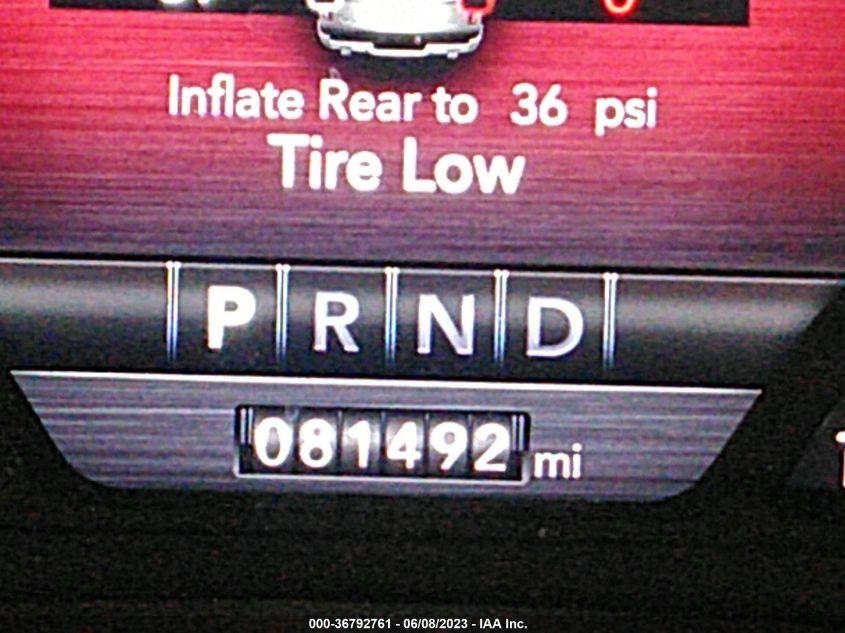 Inflate Rear to 36 psi
Tire Low
P R N D
081492 mi
000-36792761 - 06/08/2023 - IAA Inc.